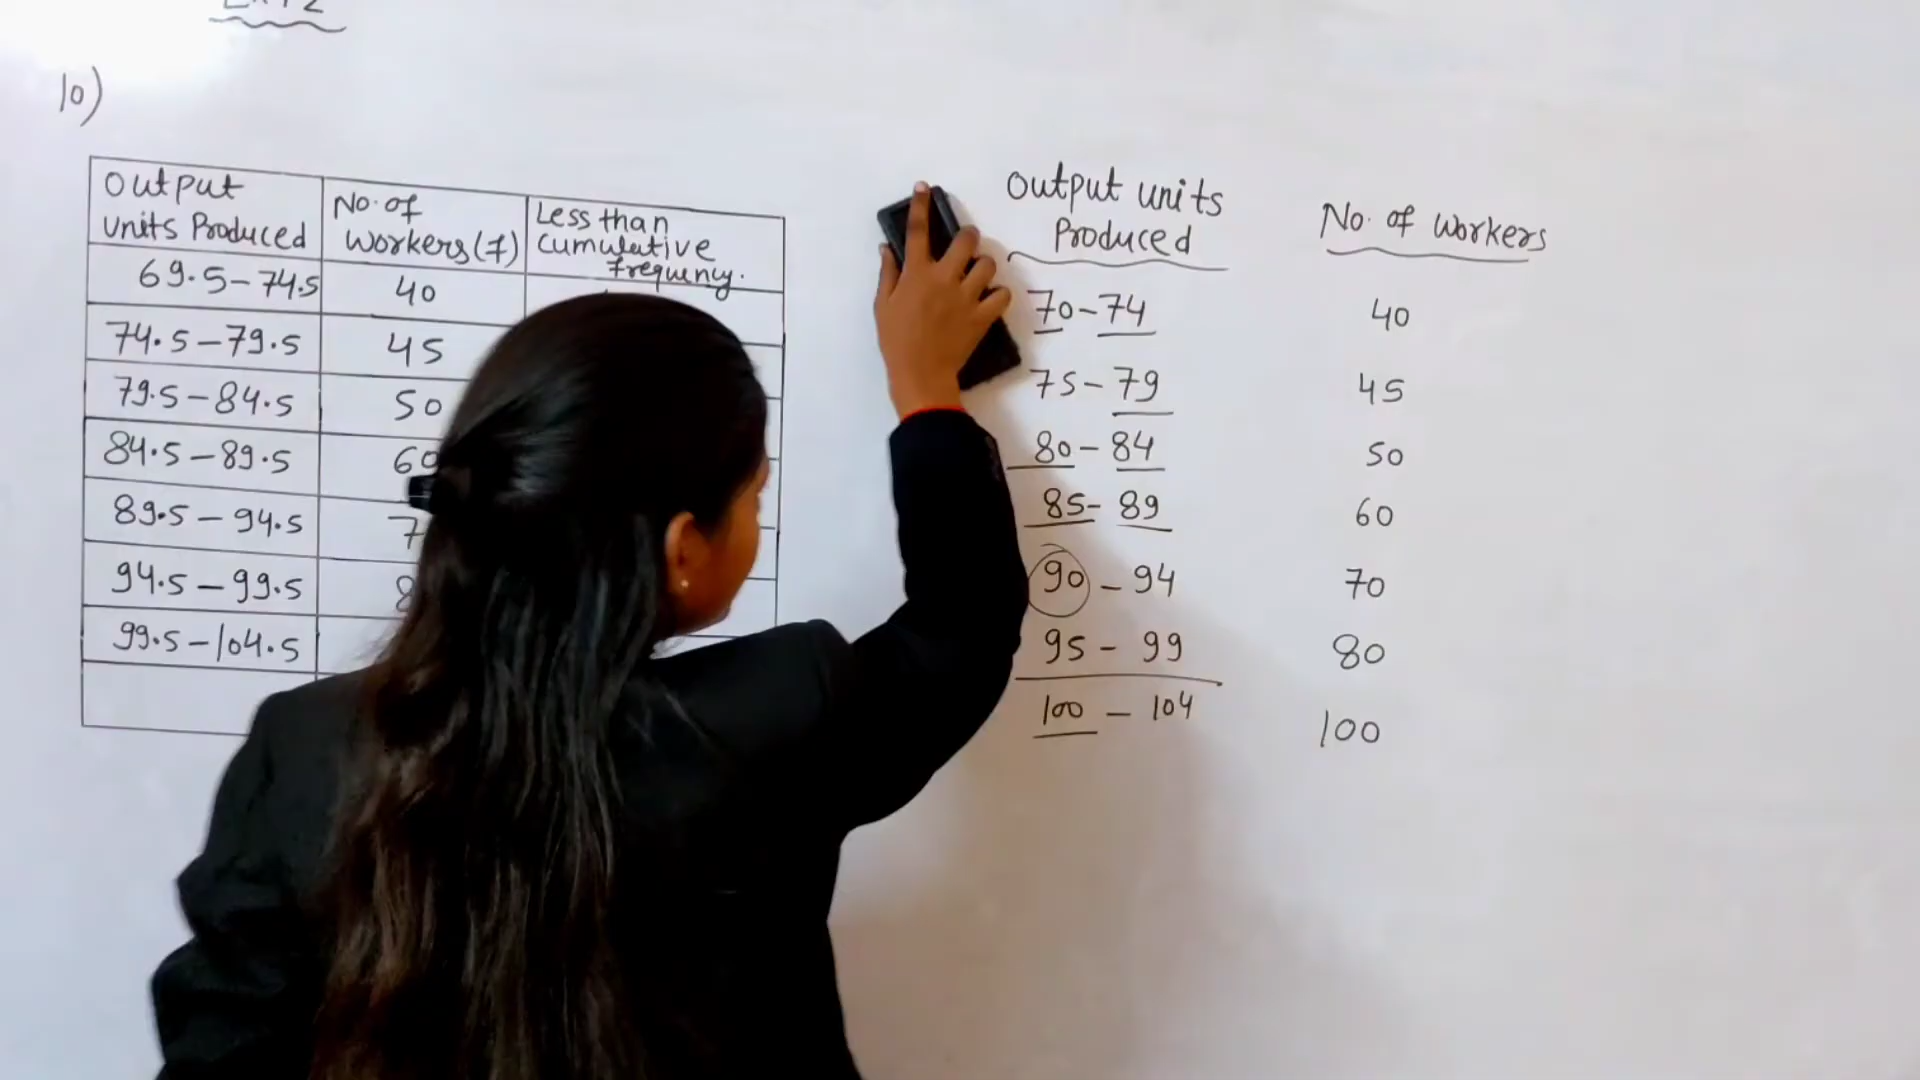 10)
Output
units Produced
No. of
Workers (f)
Less than
cumulative
frequency.
69.5-74.5 40
74.5-79.5 45
79.5-84.5 50
84.5-89.5 60
89.5-94.5 7
94.5-99.5 8
99.5-104.5
Output units
Produced
No. of workers
70-74 40
75-79 45
80-84 50
85-89 60
90-94 70
95-99 80
100-104 100